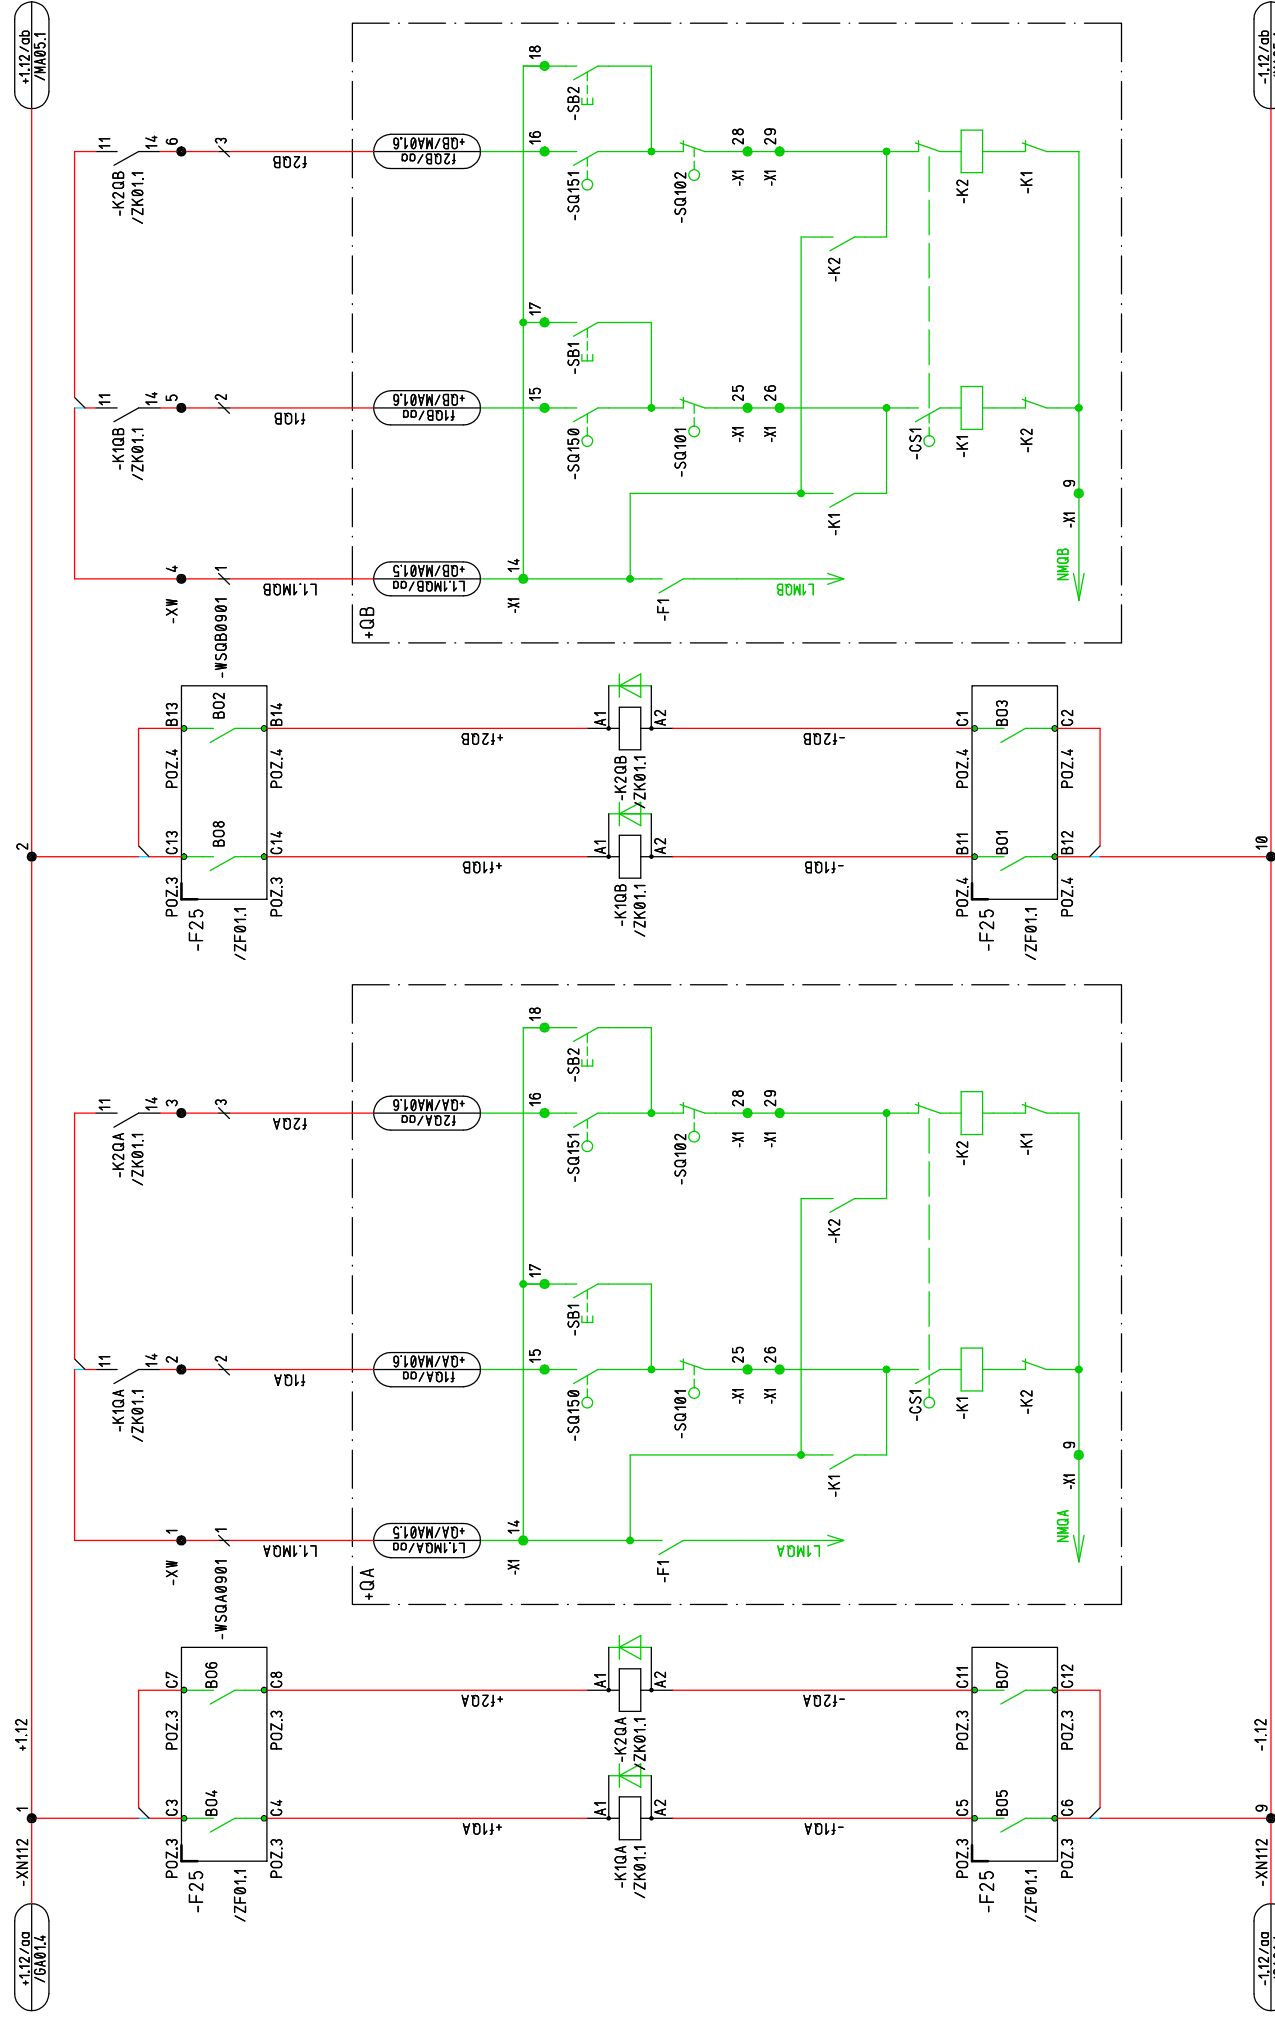 +1.12/aa
/GA01.4
-XN112
1
+1.12
2
+1.12/ab
/MA05.1
-F25
/ZF01.1
POZ.3
C3
BO4
POZ.3
C4
POZ.3
C7
BO6
POZ.3
C8
+f1QA
+f2QA
-K1QA
/ZK01.1
A1
A2
-K2QA
/ZK01.1
A1
A2
-f1QA
-f2QA
-F25
/ZF01.1
POZ.3
C5
BO5
POZ.3
C6
POZ.3
C11
BO7
POZ.3
C12
-K1QA
/ZK01.1
11
14
-K2QA
/ZK01.1
11
14
-XW
1
2
3
-WSQA0901
1
2
3
L1.1MQA
f1QA
f2QA
+QA
L1.1MQA/aa
+QA/MA01.5
f1QA/aa
+QA/MA01.6
f2QA/aa
+QA/MA01.6
-X1
14
15
17
16
18
-SQ150
-SB1
-SQ151
-SB2
-F1
-SQ101
-SQ102
-X1
25
-X1
26
-X1
28
-X1
29
L1MQA
-K1
-K2
-CS1
-K1
-K2
-K2
-K1
NMQA
-X1
9
-F25
/ZF01.1
POZ.3
C13
BO8
POZ.3
C14
POZ.4
B13
BO2
POZ.4
B14
+f1QB
+f2QB
-K1QB
/ZK01.1
A1
A2
-K2QB
/ZK01.1
A1
A2
-f1QB
-f2QB
-F25
/ZF01.1
POZ.4
B11
BO1
POZ.4
B12
POZ.4
C1
BO3
POZ.4
C2
-K1QB
/ZK01.1
11
14
-K2QB
/ZK01.1
11
14
-XW
4
5
6
-WSQB0901
1
2
3
L1.1MQB
f1QB
f2QB
+QB
L1.1MQB/aa
+QB/MA01.5
f1QB/aa
+QB/MA01.6
f2QB/aa
+QB/MA01.6
-X1
14
15
17
16
18
-SQ150
-SB1
-SQ151
-SB2
-F1
-SQ101
-SQ102
-X1
25
-X1
26
-X1
28
-X1
29
L1MQB
-K1
-K2
-CS1
-K1
-K2
-K2
-K1
NMQB
-X1
9
-1.12/aa
-XN112
9
-1.12
10
-1.12/ab